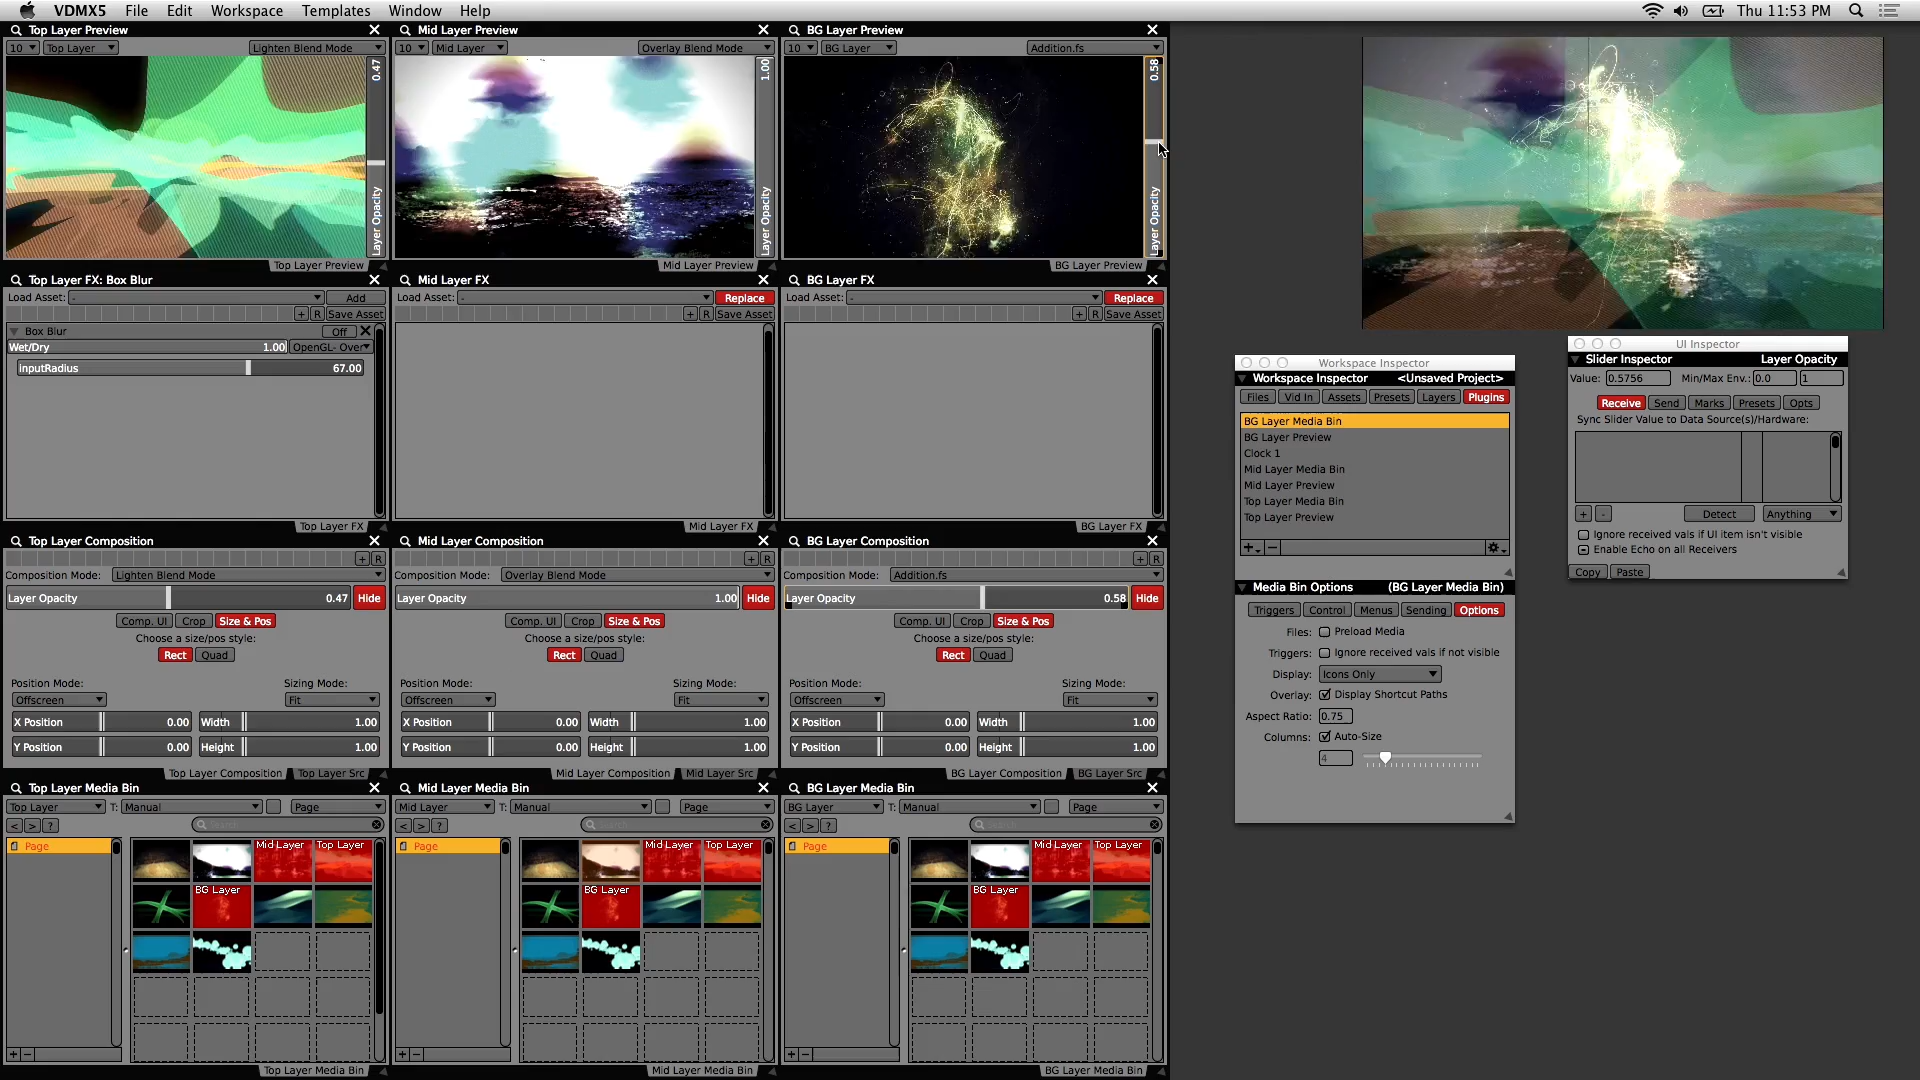 VDMX5 File Edit Workspace Templates Window Help Thu 11:53 PM
Top Layer Preview
10 Top Layer Lighten Blend Mode
0.47
Layer Opacity
Top Layer Preview
Mid Layer Preview
10 Mid Layer Overlay Blend Mode
1.00
Layer Opacity
Mid Layer Preview
BG Layer Preview
10 BG Layer Addition.fs
0.58
Layer Opacity
BG Layer Preview
Top Layer FX: Box Blur
Load Asset: - Add
+ R Save Asset
Box Blur Off
Wet/Dry 1.00 OpenGL- Over
inputRadius 67.00
Top Layer FX
Mid Layer FX
Load Asset: - Replace
+ R Save Asset
Mid Layer FX
BG Layer FX
Load Asset: - Replace
+ R Save Asset
BG Layer FX
Top Layer Composition
+ R
Composition Mode: Lighten Blend Mode
Layer Opacity 0.47 Hide
Comp. UI Crop Size & Pos
Choose a size/pos style:
Rect Quad
Position Mode: Sizing Mode:
Offscreen Fit
X Position 0.00 Width 1.00
Y Position 0.00 Height 1.00
Top Layer Composition Top Layer Src
Mid Layer Composition
+ R
Composition Mode: Overlay Blend Mode
Layer Opacity 1.00 Hide
Comp. UI Crop Size & Pos
Choose a size/pos style:
Rect Quad
Position Mode: Sizing Mode:
Offscreen Fit
X Position 0.00 Width 1.00
Y Position 0.00 Height 1.00
Mid Layer Composition Mid Layer Src
BG Layer Composition
+ R
Composition Mode: Addition.fs
Layer Opacity 0.58 Hide
Comp. UI Crop Size & Pos
Choose a size/pos style:
Rect Quad
Position Mode: Sizing Mode:
Offscreen Fit
X Position 0.00 Width 1.00
Y Position 0.00 Height 1.00
BG Layer Composition BG Layer Src
Top Layer Media Bin
Top Layer T: Manual Page
< > ? Search
Page
Mid Layer Top Layer
BG Layer
+ -
Top Layer Media Bin
Mid Layer Media Bin
Mid Layer T: Manual Page
< > ? Search
Page
Mid Layer Top Layer
BG Layer
+ -
Mid Layer Media Bin
BG Layer Media Bin
BG Layer T: Manual Page
< > ? Search
Page
Mid Layer Top Layer
BG Layer
+ -
BG Layer Media Bin
Workspace Inspector
Workspace Inspector <Unsaved Project>
Files Vid In Assets Presets Layers Plugins
BG Layer Media Bin
BG Layer Preview
Clock 1
Mid Layer Media Bin
Mid Layer Preview
Top Layer Media Bin
Top Layer Preview
+ -
Media Bin Options (BG Layer Media Bin)
Triggers Control Menus Sending Options
Files: Preload Media
Triggers: Ignore received vals if not visible
Display: Icons Only
Overlay: Display Shortcut Paths
Aspect Ratio: 0.75
Columns: Auto-Size
4
UI Inspector
Slider Inspector Layer Opacity
Value: 0.5756 Min/Max Env.: 0.0 1
Receive Send Marks Presets Opts
Sync Slider Value to Data Source(s)/Hardware:
+ - Detect Anything
Ignore received vals if UI item isn't visible
Enable Echo on all Receivers
Copy Paste